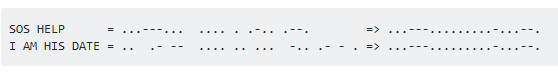 SOS HELP      = ...---...  .... . .-.. .--.        => ...---.........-...--.
I AM HIS DATE = ..  .- --  .... .. ...  -.. .- - . => ...---.........-...--.